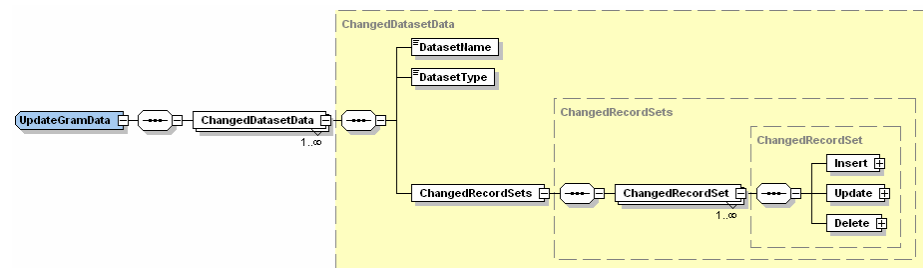 ChangedDatasetData
DatasetName
DatasetType
UpdateGramData
ChangedDatasetData
1..∞
ChangedRecordSets
ChangedRecordSets
ChangedRecordSet
1..∞
ChangedRecordSet
Insert
Update
Delete